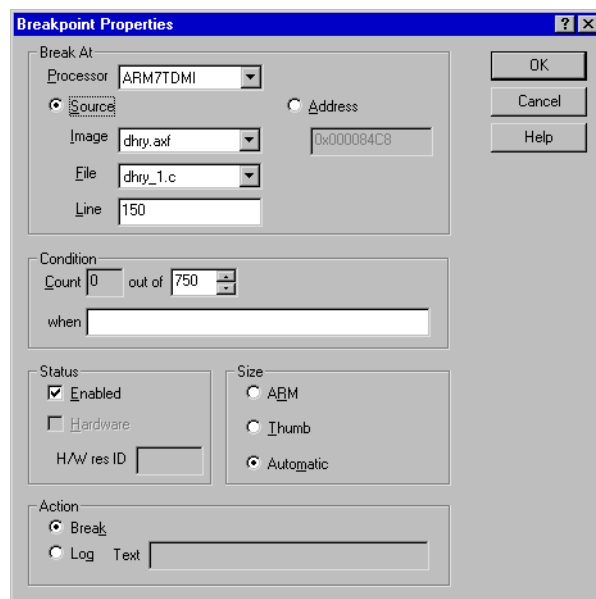 Breakpoint Properties
Break At
Processor ARM7TDMI
Source Address
Image dhry.axf 0x000084C8
File dhry_1.c
Line 150
OK
Cancel
Help
Condition
Count 0 out of 750
when
Status
Enabled
Hardware
H/W res ID
Size
ARM
Thumb
Automatic
Action
Break
Log Text